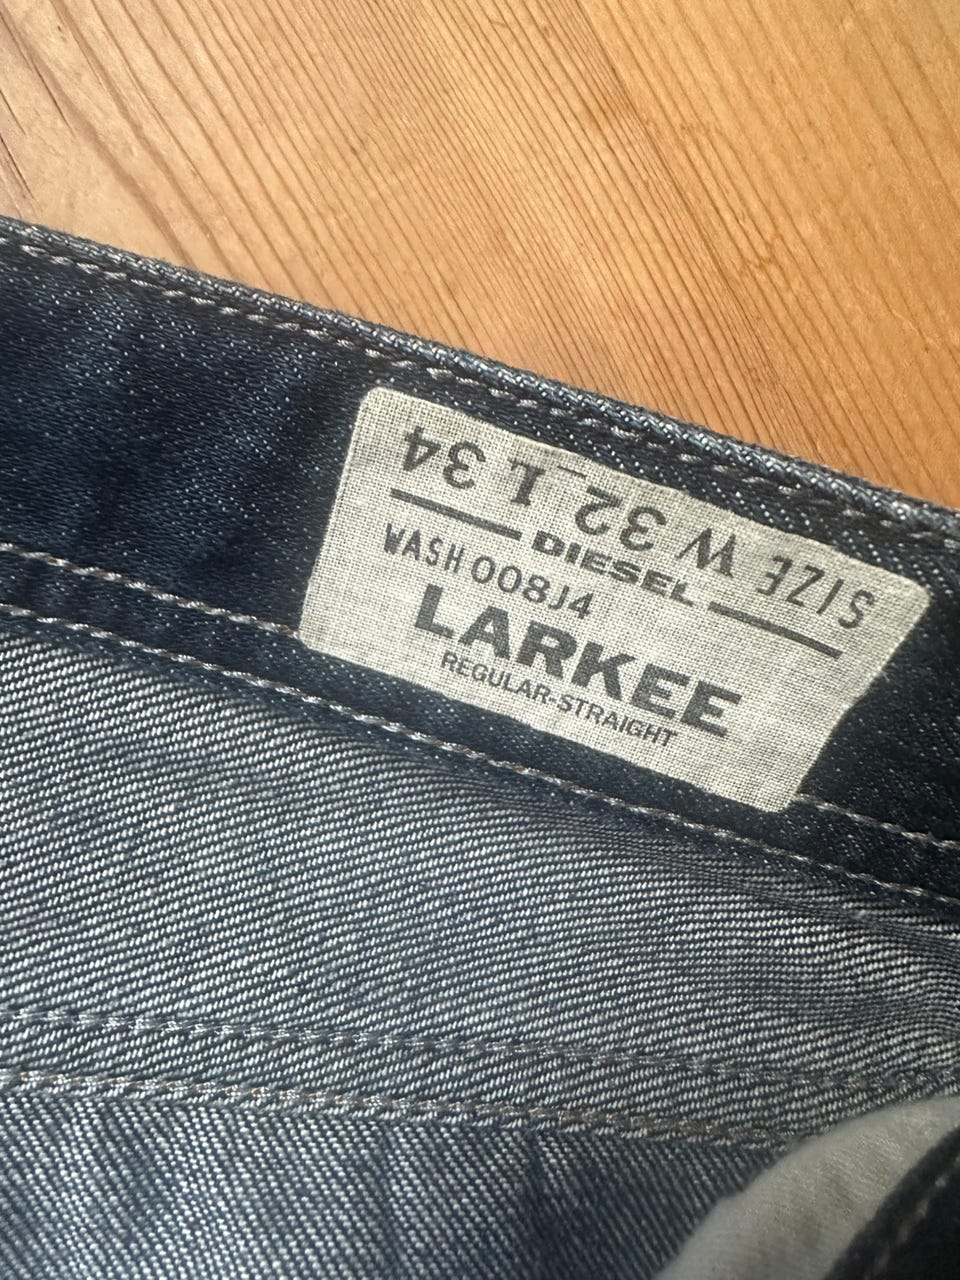 SIZE W 32 L 34
DIESEL
WASH 008J4
LARKEE
REGULAR-STRAIGHT